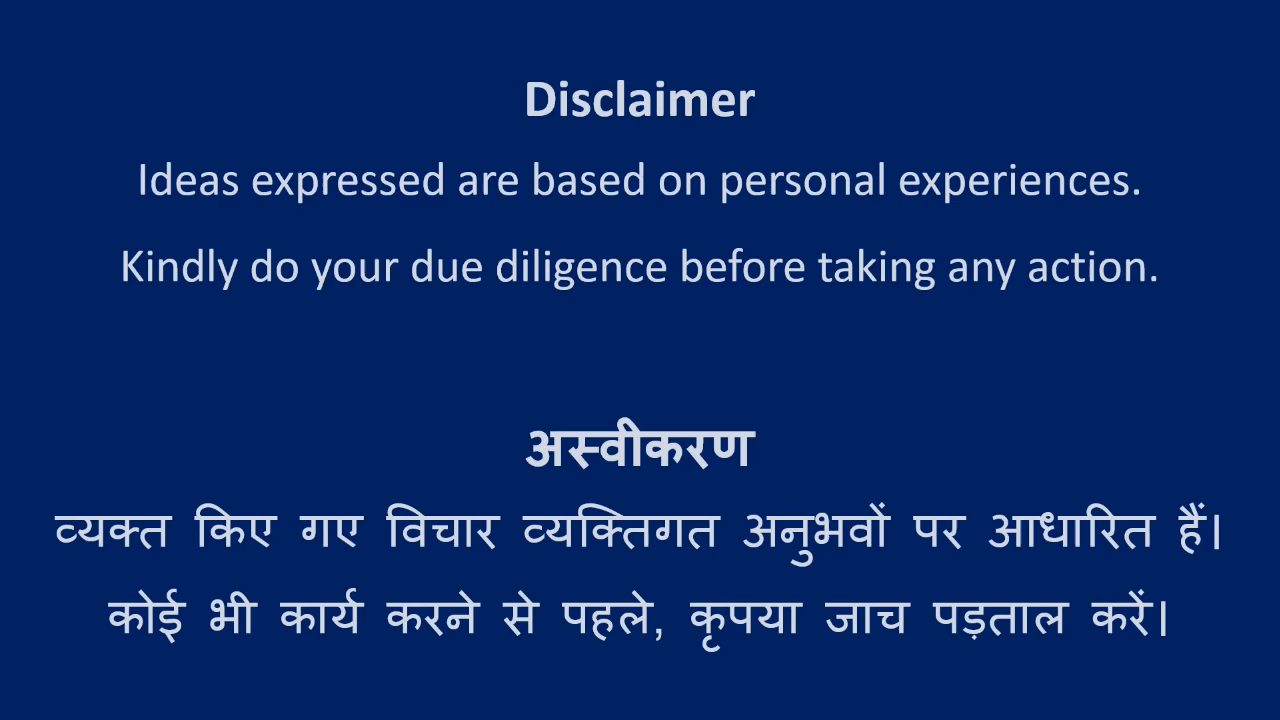 Disclaimer
Ideas expressed are based on personal experiences.
Kindly do your due diligence before taking any action.
अस्वीकरण
व्यक्त किए गए विचार व्यक्तिगत अनुभवों पर आधारित हैं।
कोई भी कार्य करने से पहले, कृपया जाच पड़ताल करें।